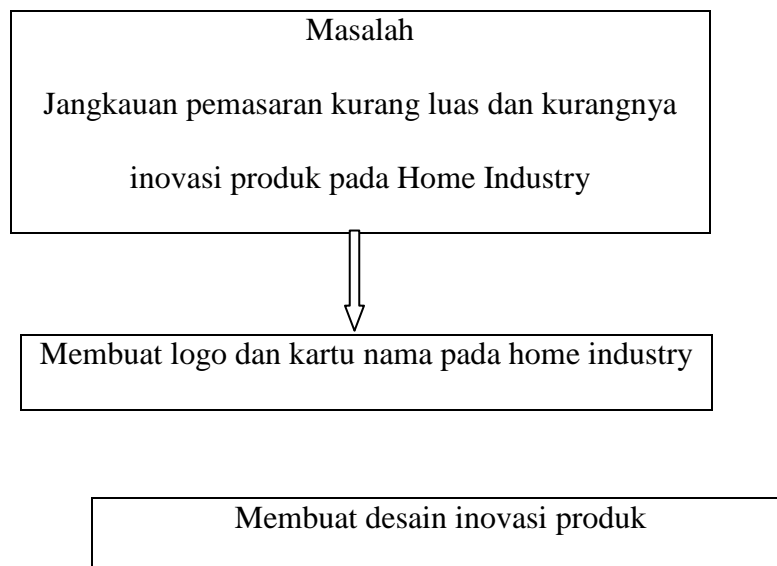 Masalah
Jangkauan pemasaran kurang luas dan kurangnya
inovasi produk pada Home Industry
Membuat logo dan kartu nama pada home industry
Membuat desain inovasi produk